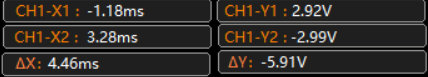 CH1-X1 : -1.18ms CH1-Y1 : 2.92V
CH1-X2 : 3.28ms CH1-Y2 : -2.99V
ΔX: 4.46ms ΔY: -5.91V